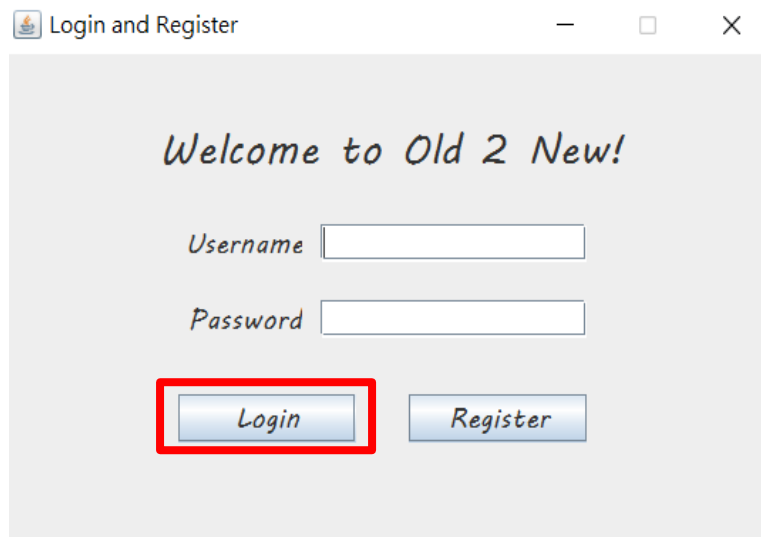 Login and Register
Welcome to Old 2 New!
Username
Password
Login Register